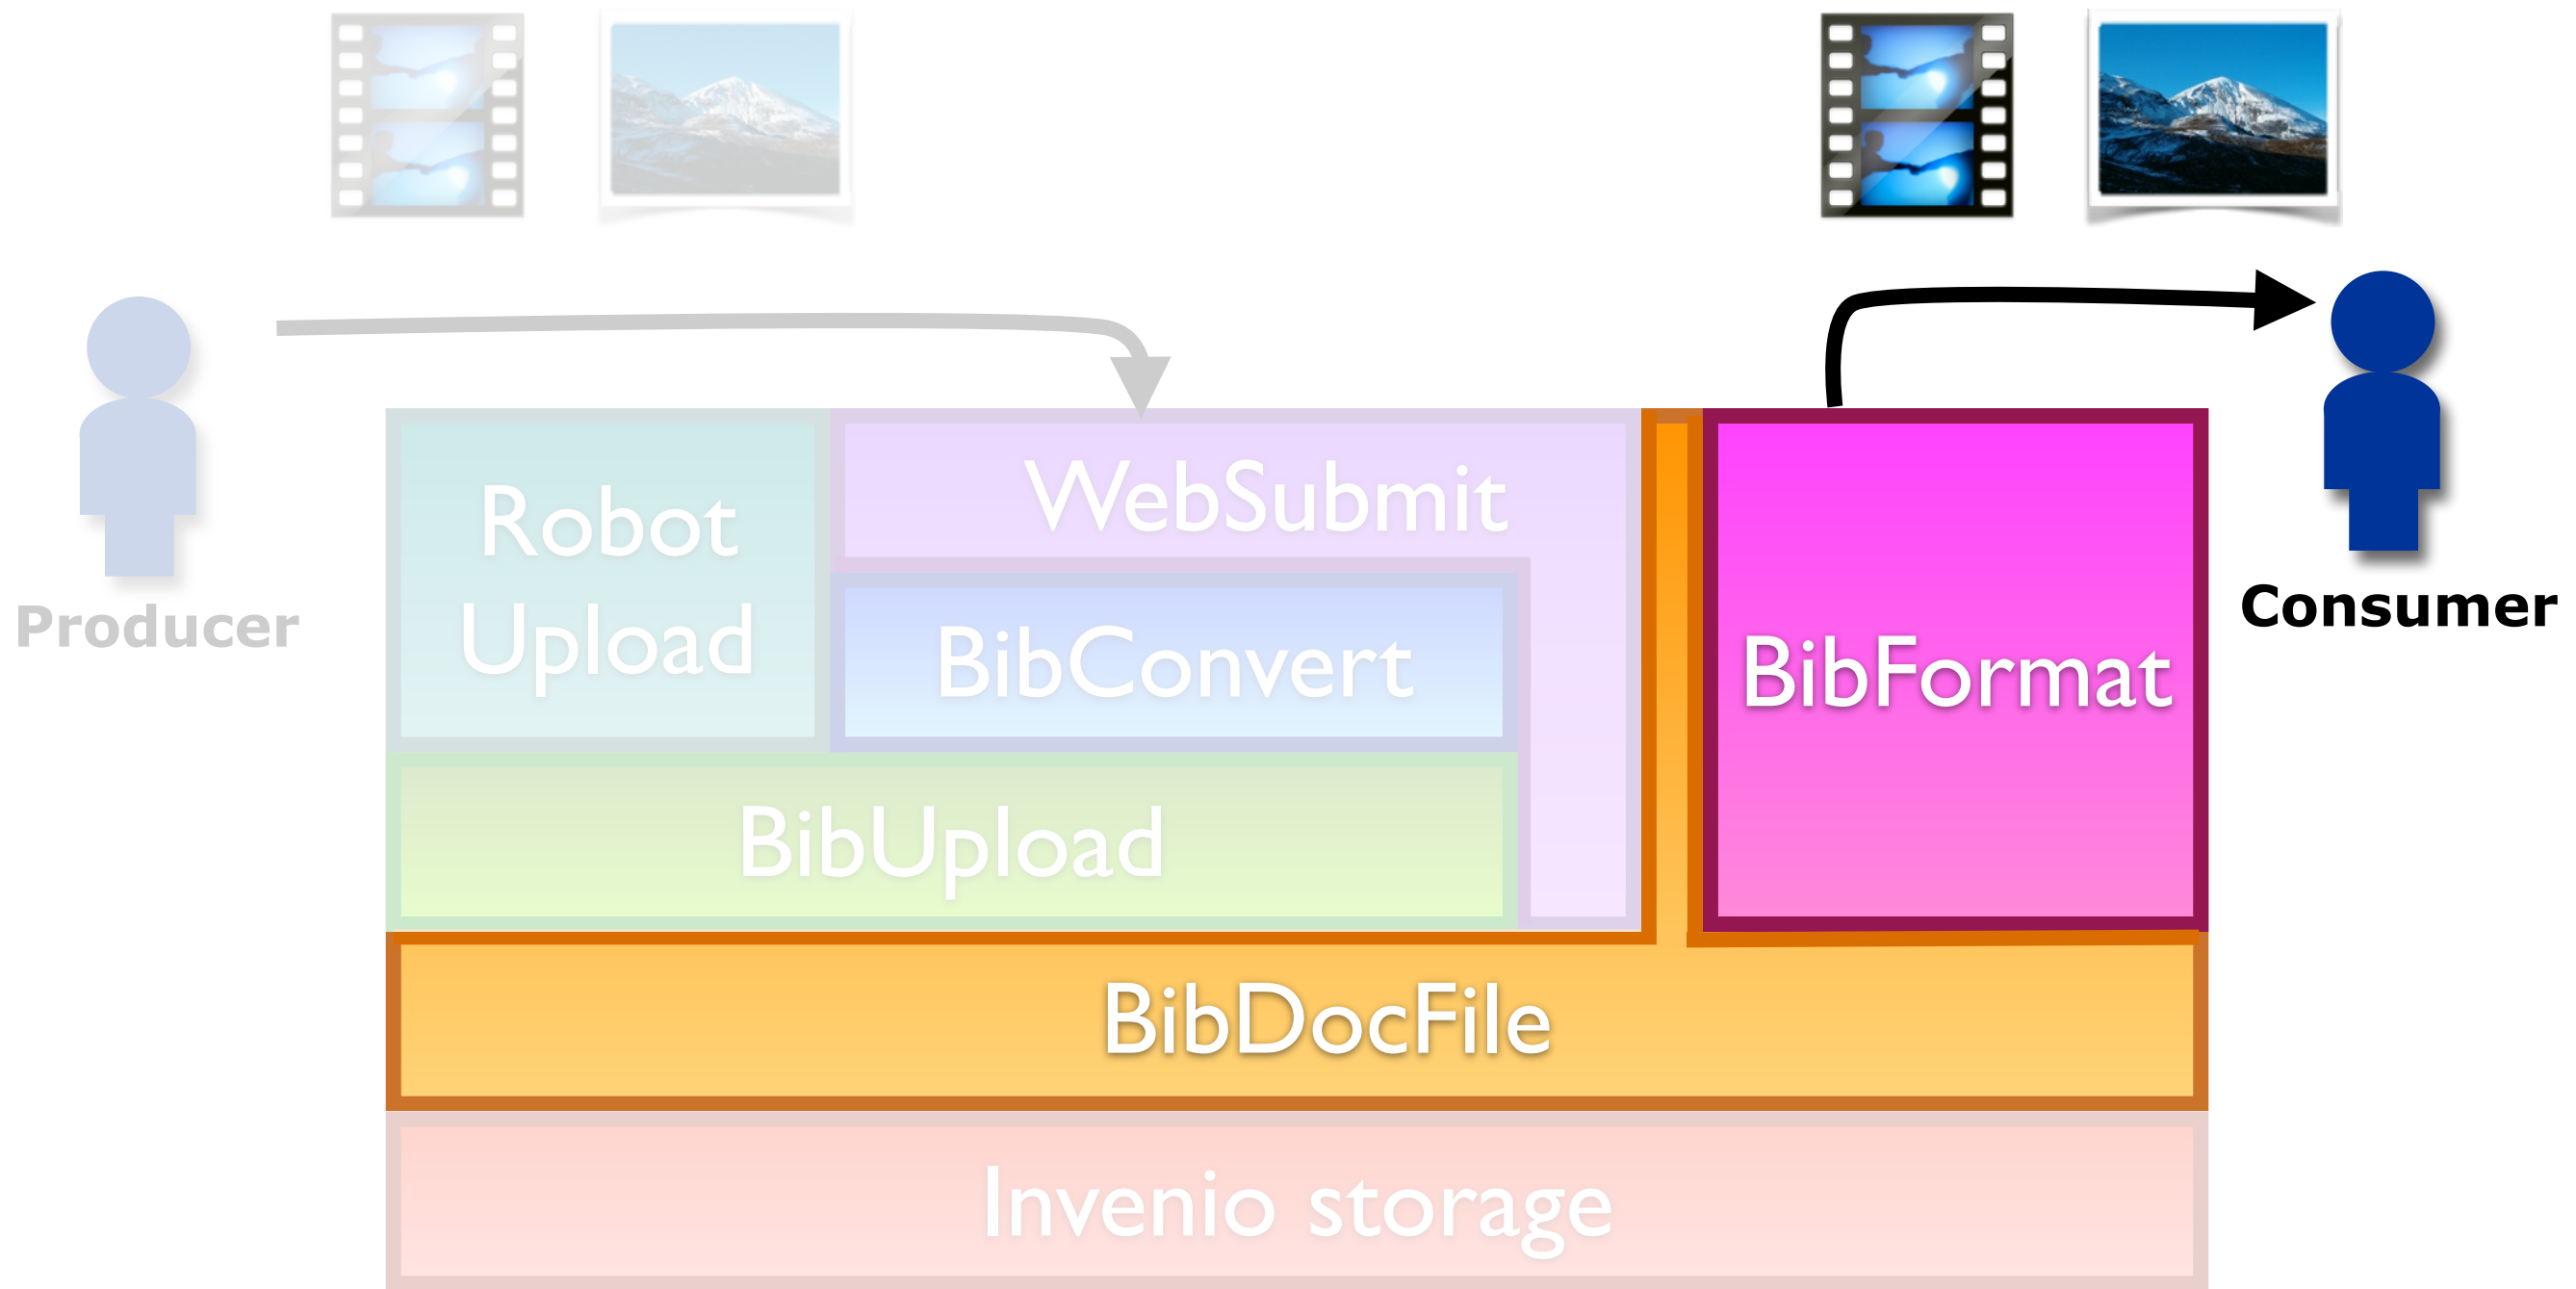 Producer
Consumer
Robot
Upload
WebSubmit
BibConvert
BibFormat
BibUpload
BibDocFile
Invenio storage